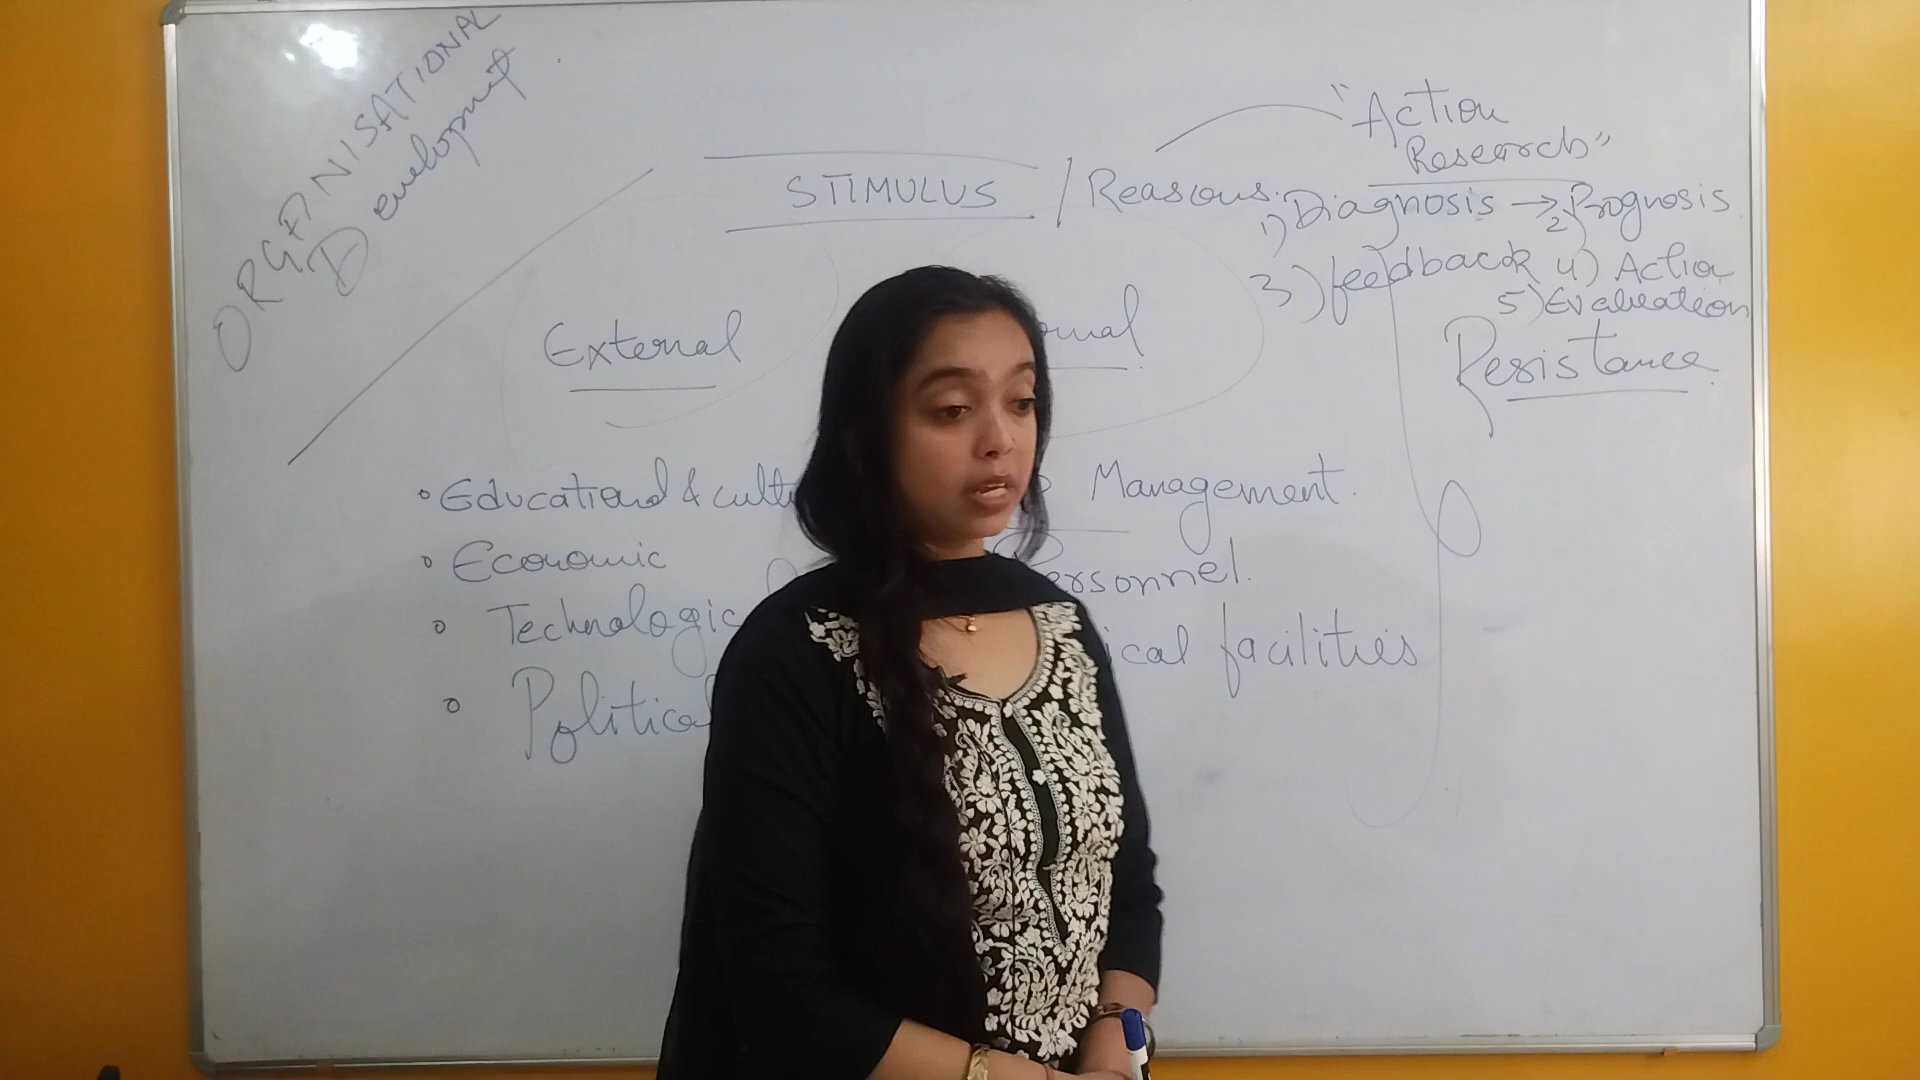 ORGANISATIONAL
Development
"Action
Research"
STIMULUS / Reasons.
1) Diagnosis → 2) Prognosis
3) feedback 4) Action
5) Evaluation
Resistance
External
• Educational & cult
• Economic
• Technologic
• Political
Management.
Personnel.
ical facilities